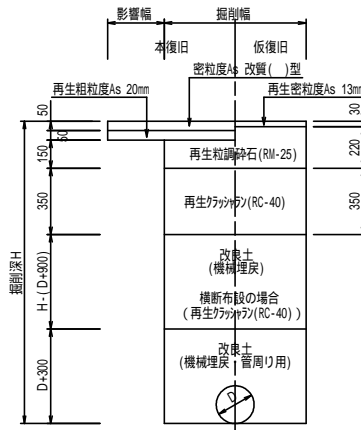 影響幅
掘削幅
本復旧
仮復旧
密粒度As 改質( )型
再生粗粒度As 20mm
再生密粒度As 13mm
50
50
30
150
再生粒調砕石(RM-25)
220
350
再生クラッシャラン(RC-40)
350
掘削深H
H-(D+900)
改良土
(機械埋戻)
横断布設の場合
(再生クラッシャラン(RC-40))
D+300
改良土
(機械埋戻・管周り用)
D